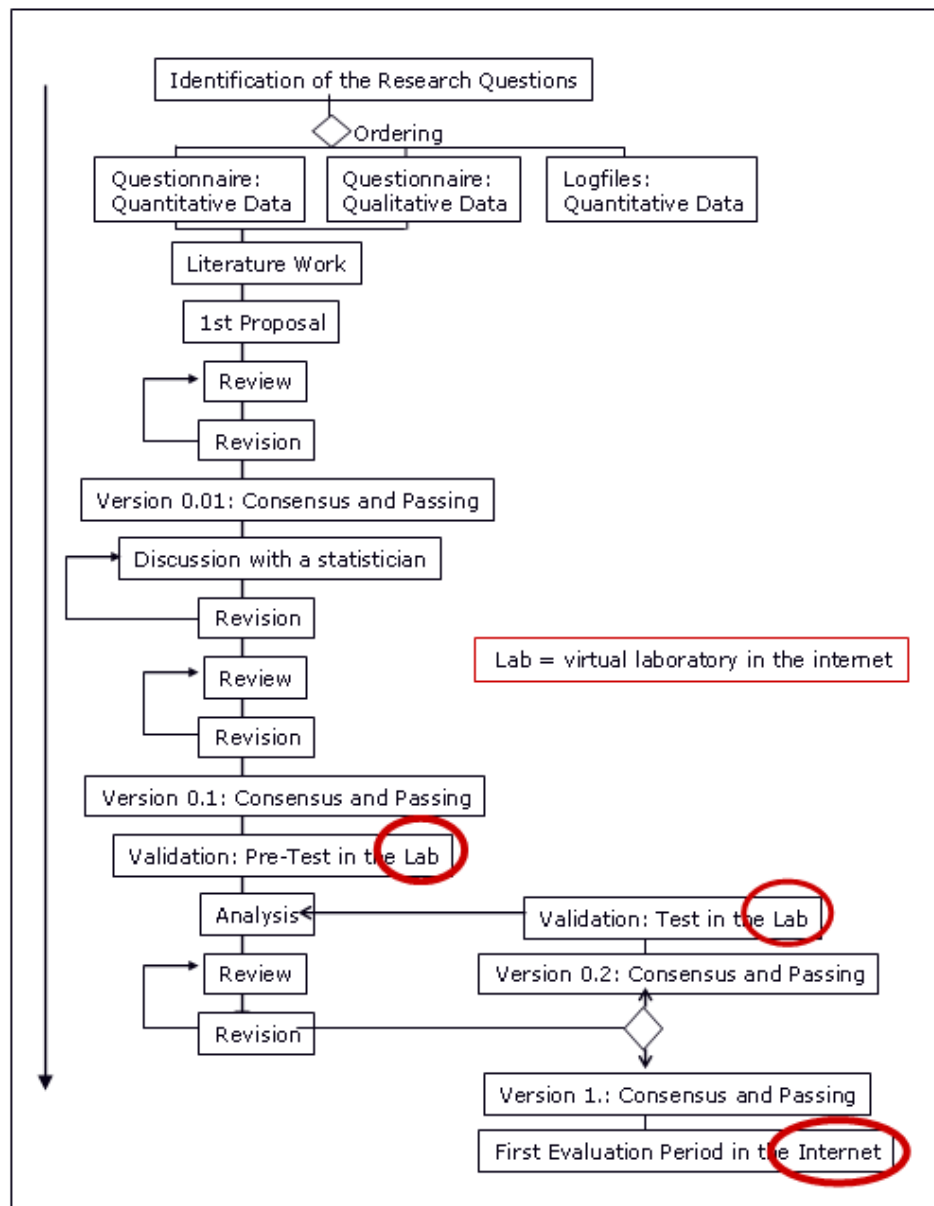 Identification of the Research Questions
Ordering
Questionnaire:
Quantitative Data
Questionnaire:
Qualitative Data
Logfiles:
Quantitative Data
Literature Work
1st Proposal
Review
Revision
Version 0.01: Consensus and Passing
Discussion with a statistician
Revision
Lab = virtual laboratory in the internet
Review
Revision
Version 0.1: Consensus and Passing
Validation: Pre-Test in the Lab
Analysis
Validation: Test in the Lab
Review
Version 0.2: Consensus and Passing
Revision
Version 1.: Consensus and Passing
First Evaluation Period in the Internet